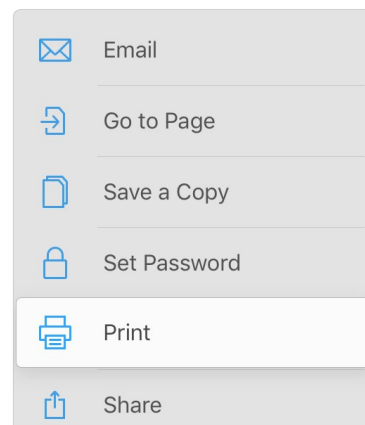 Email
Go to Page
Save a Copy
Set Password
Print
Share